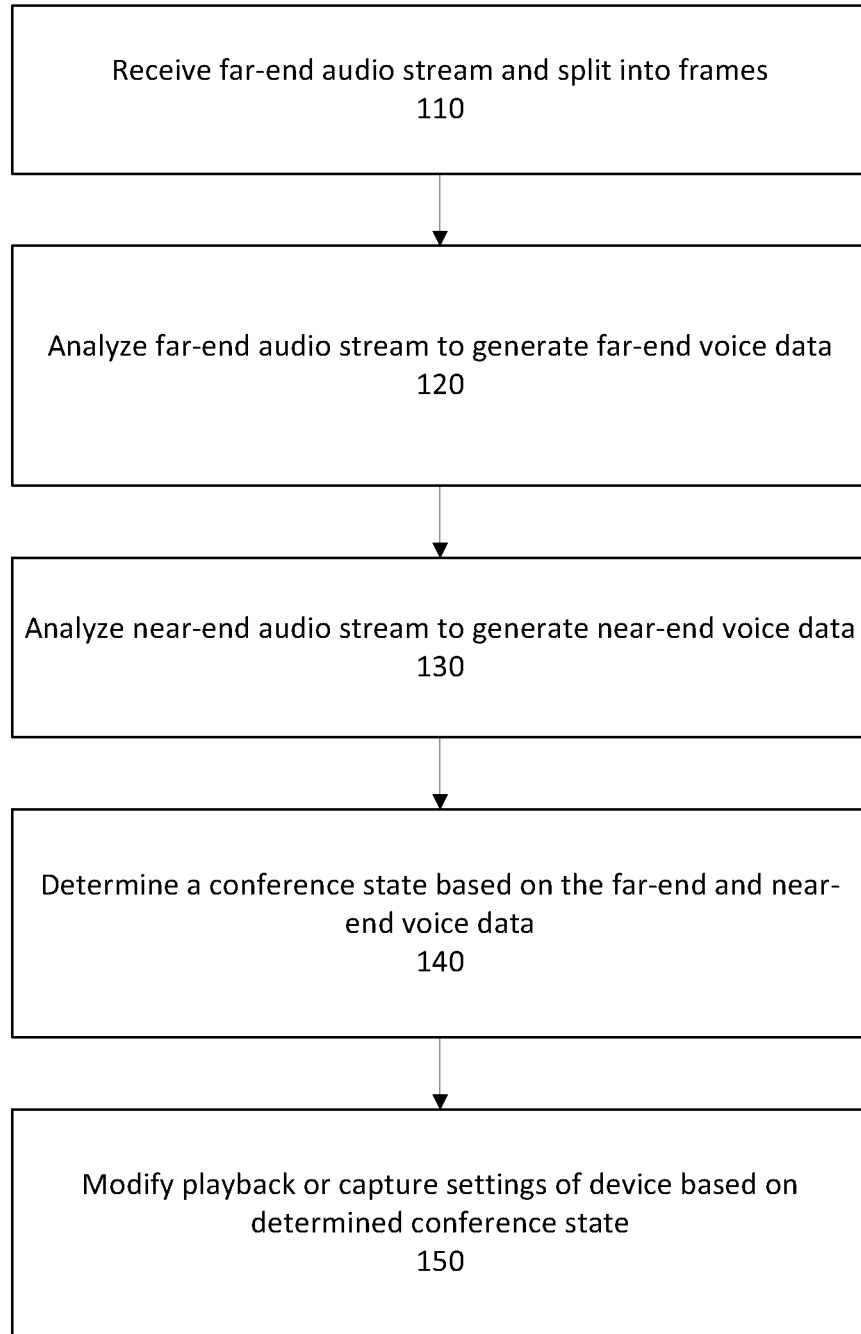 Receive far-end audio stream and split into frames
110
Analyze far-end audio stream to generate far-end voice data
120
Analyze near-end audio stream to generate near-end voice data
130
Determine a conference state based on the far-end and near-
end voice data
140
Modify playback or capture settings of device based on
determined conference state
150